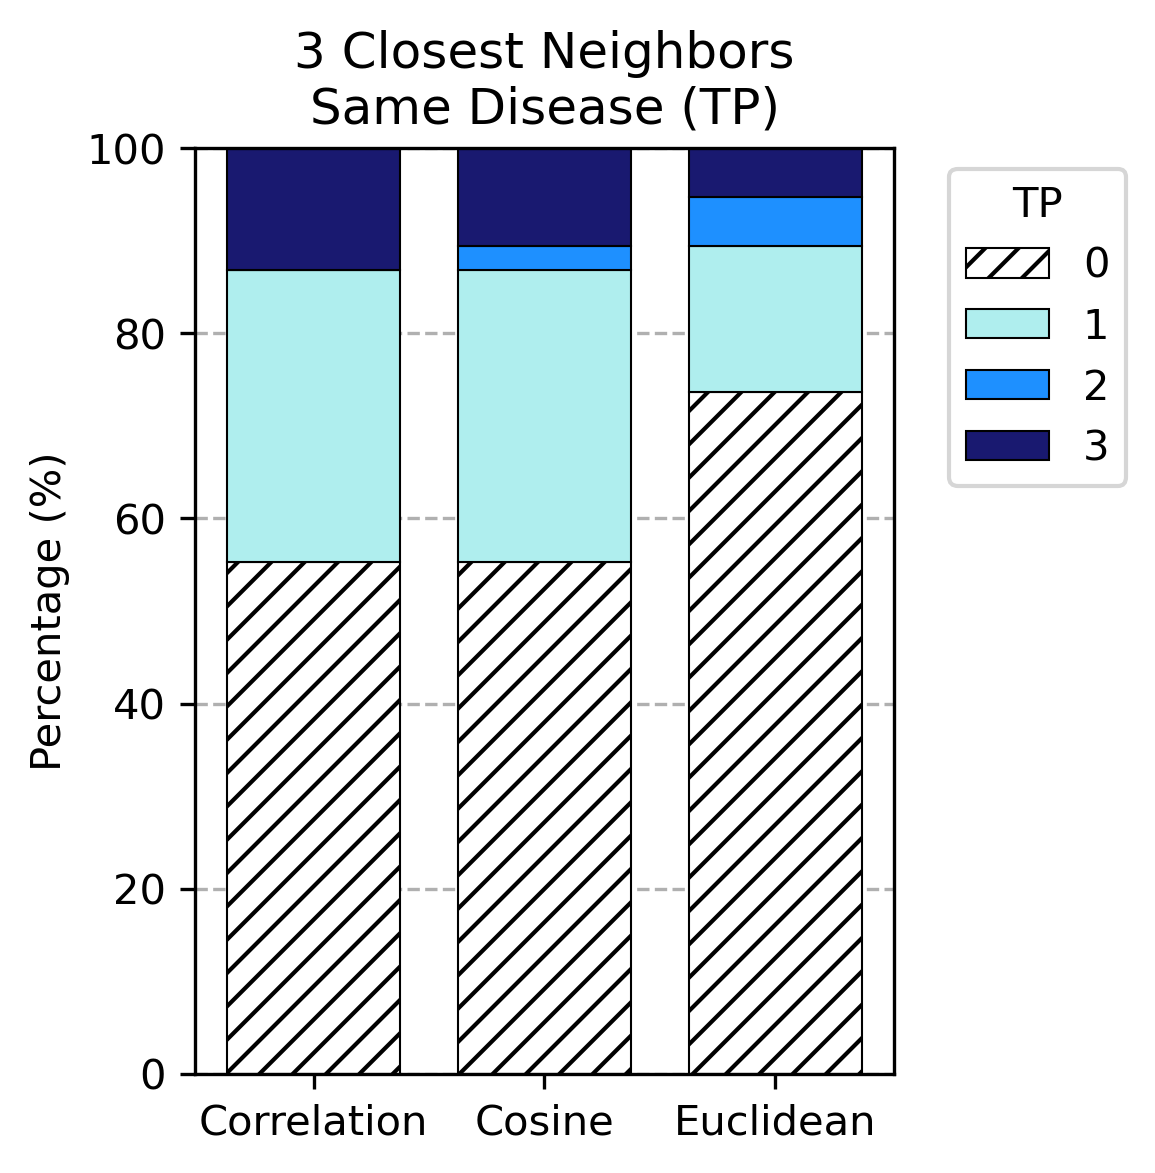 3 Closest Neighbors
Same Disease (TP)
100
80
60
40
20
0
Percentage (%)
Correlation
Cosine
Euclidean
TP
0
1
2
3